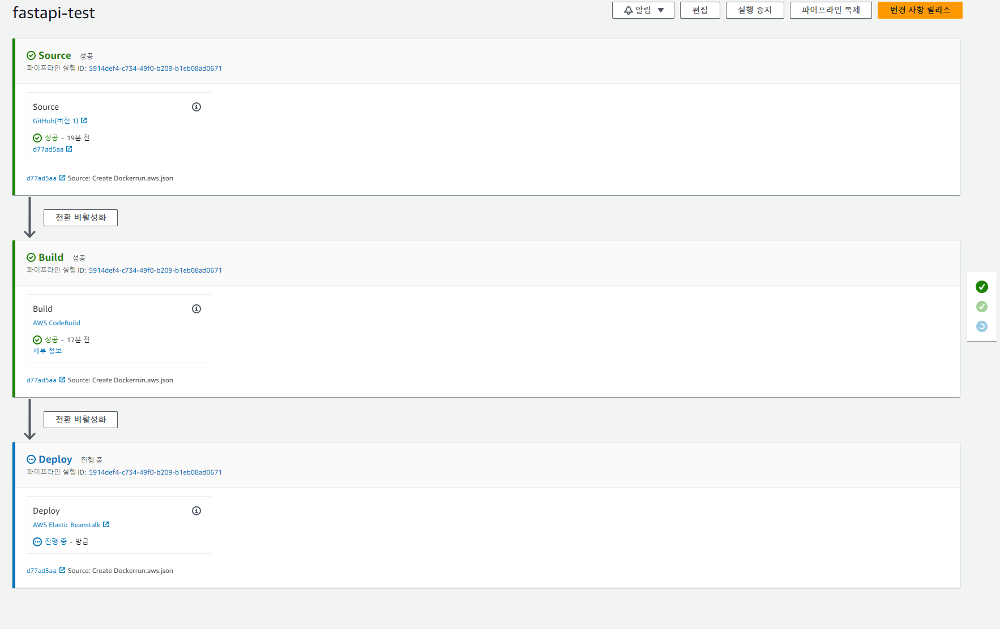 fastapi-test
알림 ▼
편집
실행 중지
파이프라인 복제
변경 사항 릴리스
Source 성공
파이프라인 실행 ID: 5914def4-c734-49f0-b209-b1eb08ad0671
Source
GitHub(버전 1)
성공 - 19분 전
d77ad5aa
d77ad5aa Source: Create Dockerrun.aws.json
전환 비활성화
Build 성공
파이프라인 실행 ID: 5914def4-c734-49f0-b209-b1eb08ad0671
Build
AWS CodeBuild
성공 - 17분 전
세부 정보
d77ad5aa Source: Create Dockerrun.aws.json
전환 비활성화
Deploy 진행 중
파이프라인 실행 ID: 5914def4-c734-49f0-b209-b1eb08ad0671
Deploy
AWS Elastic Beanstalk
진행 중 - 방금
d77ad5aa Source: Create Dockerrun.aws.json